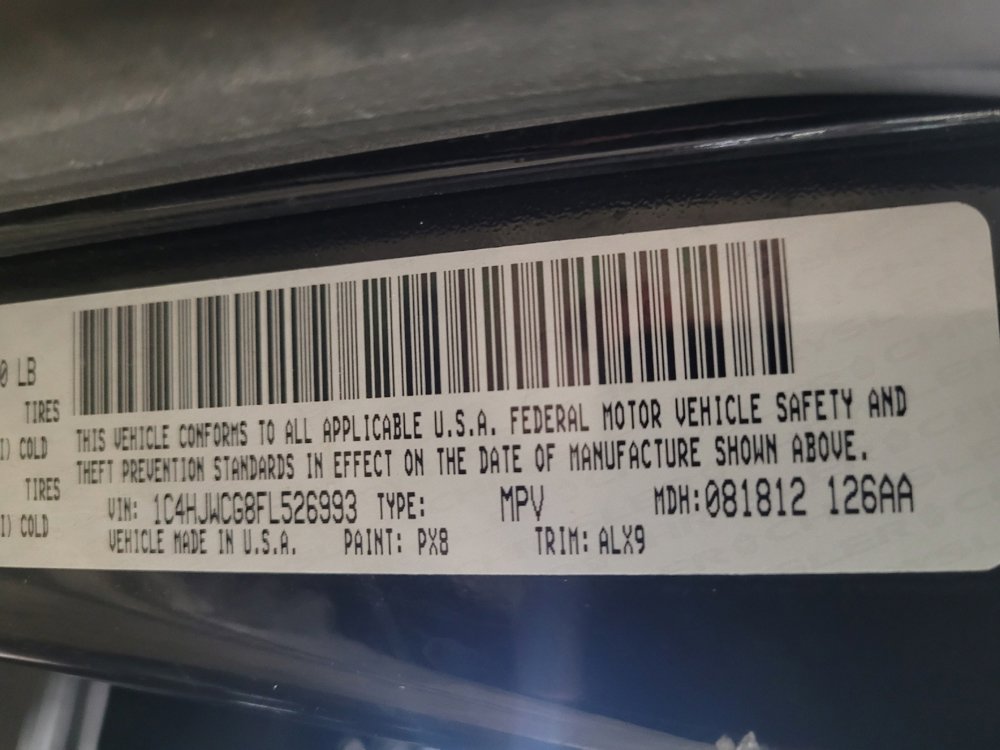 0 LB
TIRES
I) COLD
TIRES
I) COLD
THIS VEHICLE CONFORMS TO ALL APPLICABLE U.S.A. FEDERAL MOTOR VEHICLE SAFETY AND
THEFT PREVENTION STANDARDS IN EFFECT ON THE DATE OF MANUFACTURE SHOWN ABOVE.
VIN: 1C4HJWCG8FL526993 TYPE: MPV MDH:081812 126AA
VEHICLE MADE IN U.S.A. PAINT: PX8 TRIM: ALX9